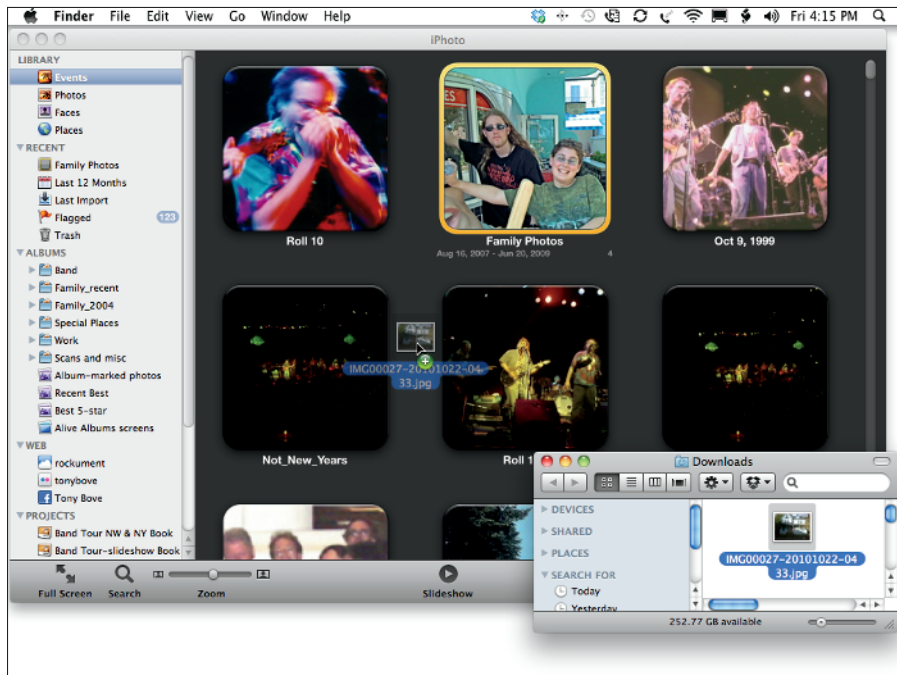 Finder File Edit View Go Window Help Fri 4:15 PM
iPhoto
LIBRARY
Events
Photos
Faces
Places
RECENT
Family Photos
Last 12 Months
Last Import
Flagged 123
Trash
ALBUMS
Band
Family_recent
Family_2004
Special Places
Work
Scans and misc
Album-marked photos
Recent Best
Best 5-star
Alive Albums screens
WEB
rockument
tonybove
Tony Bove
PROJECTS
Band Tour NW & NY Book
Band Tour-slideshow Book
Roll 10
Family Photos
Aug 16, 2007 - Jun 20, 2009 4
Oct 9, 1999
IMG00027-20101022-04
33.jpg
Not_New_Years
Roll 1
Full Screen Search Zoom Slideshow
Downloads
DEVICES
SHARED
PLACES
SEARCH FOR
Today
Yesterday
IMG00027-20101022-04
33.jpg
252.77 GB available